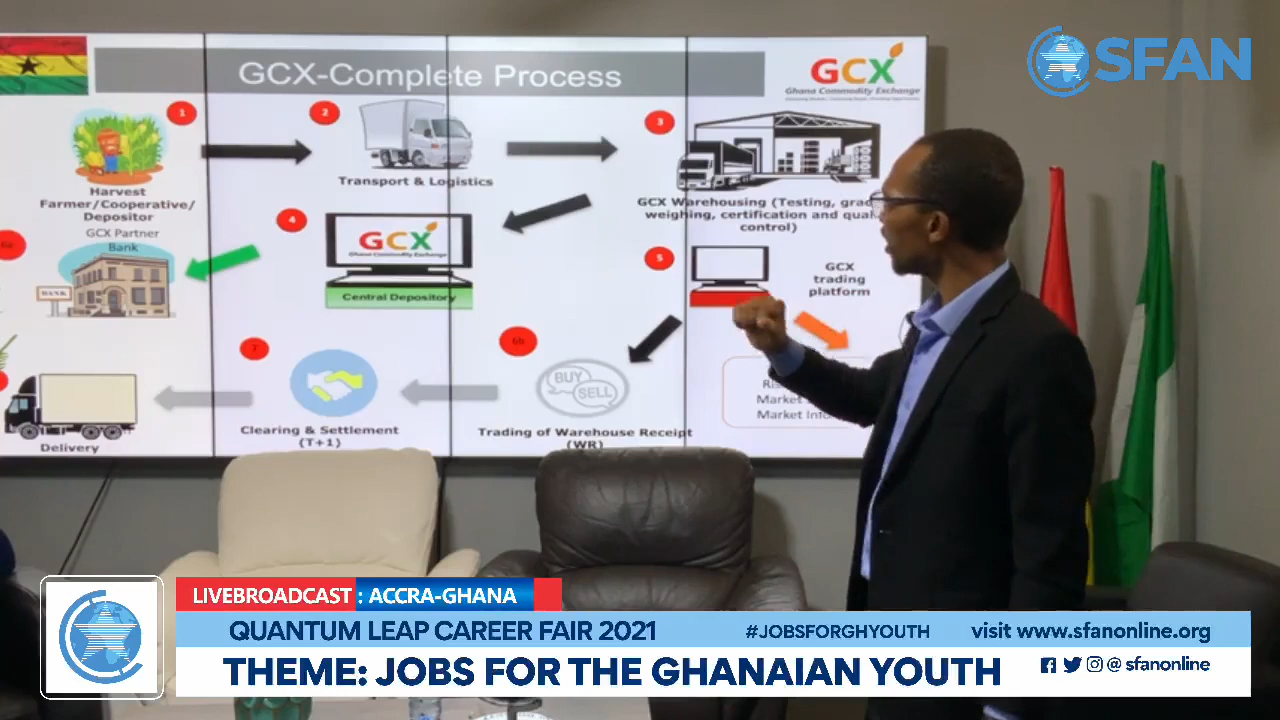 SFAN
GCX-Complete Process
GCX
Ghana Commodity Exchange
1
2
3
Harvest
Farmer/Cooperative/
Depositor
Transport & Logistics
GCX Warehousing (Testing,
weighing, certification and
control)
GCX Partner
Bank
BANK
4
GCX
Ghana Commodity Exchange
Central Depository
5
GCX
trading
platform
6b
BUY
SELL
Trading of Warehouse Receipt
(WR)
7
Clearing & Settlement
(T+1)
Delivery
Market
Market
LIVEBROADCAST : ACCRA-GHANA
QUANTUM LEAP CAREER FAIR 2021 #JOBSFORGHYOUTH visit www.sfanonline.org
THEME: JOBS FOR THE GHANAIAN YOUTH @ sfanonline